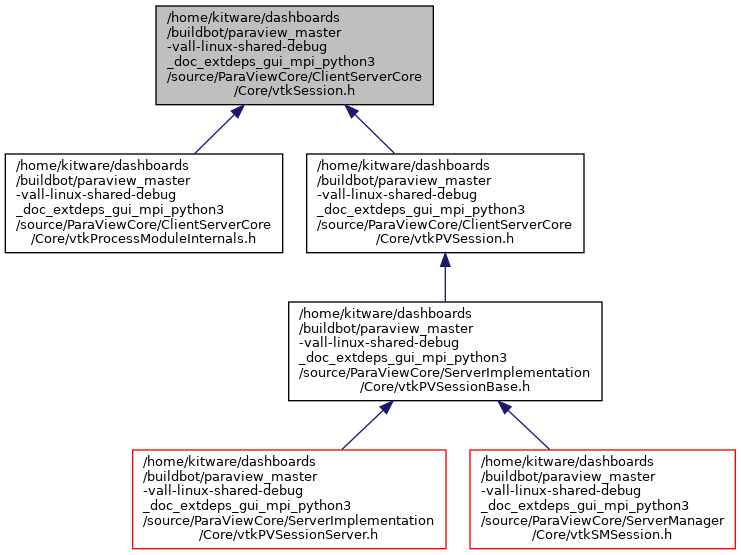 /home/kitware/dashboards
/buildbot/paraview_master
-vall-linux-shared-debug
_doc_extdeps_gui_mpi_python3
/source/ParaViewCore/ClientServerCore
/Core/vtkSession.h
/home/kitware/dashboards
/buildbot/paraview_master
-vall-linux-shared-debug
_doc_extdeps_gui_mpi_python3
/source/ParaViewCore/ClientServerCore
/Core/vtkProcessModuleInternals.h
/home/kitware/dashboards
/buildbot/paraview_master
-vall-linux-shared-debug
_doc_extdeps_gui_mpi_python3
/source/ParaViewCore/ClientServerCore
/Core/vtkPVSession.h
/home/kitware/dashboards
/buildbot/paraview_master
-vall-linux-shared-debug
_doc_extdeps_gui_mpi_python3
/source/ParaViewCore/ServerImplementation
/Core/vtkPVSessionBase.h
/home/kitware/dashboards
/buildbot/paraview_master
-vall-linux-shared-debug
_doc_extdeps_gui_mpi_python3
/source/ParaViewCore/ServerImplementation
/Core/vtkPVSessionServer.h
/home/kitware/dashboards
/buildbot/paraview_master
-vall-linux-shared-debug
_doc_extdeps_gui_mpi_python3
/source/ParaViewCore/ServerManager
/Core/vtkSMSession.h